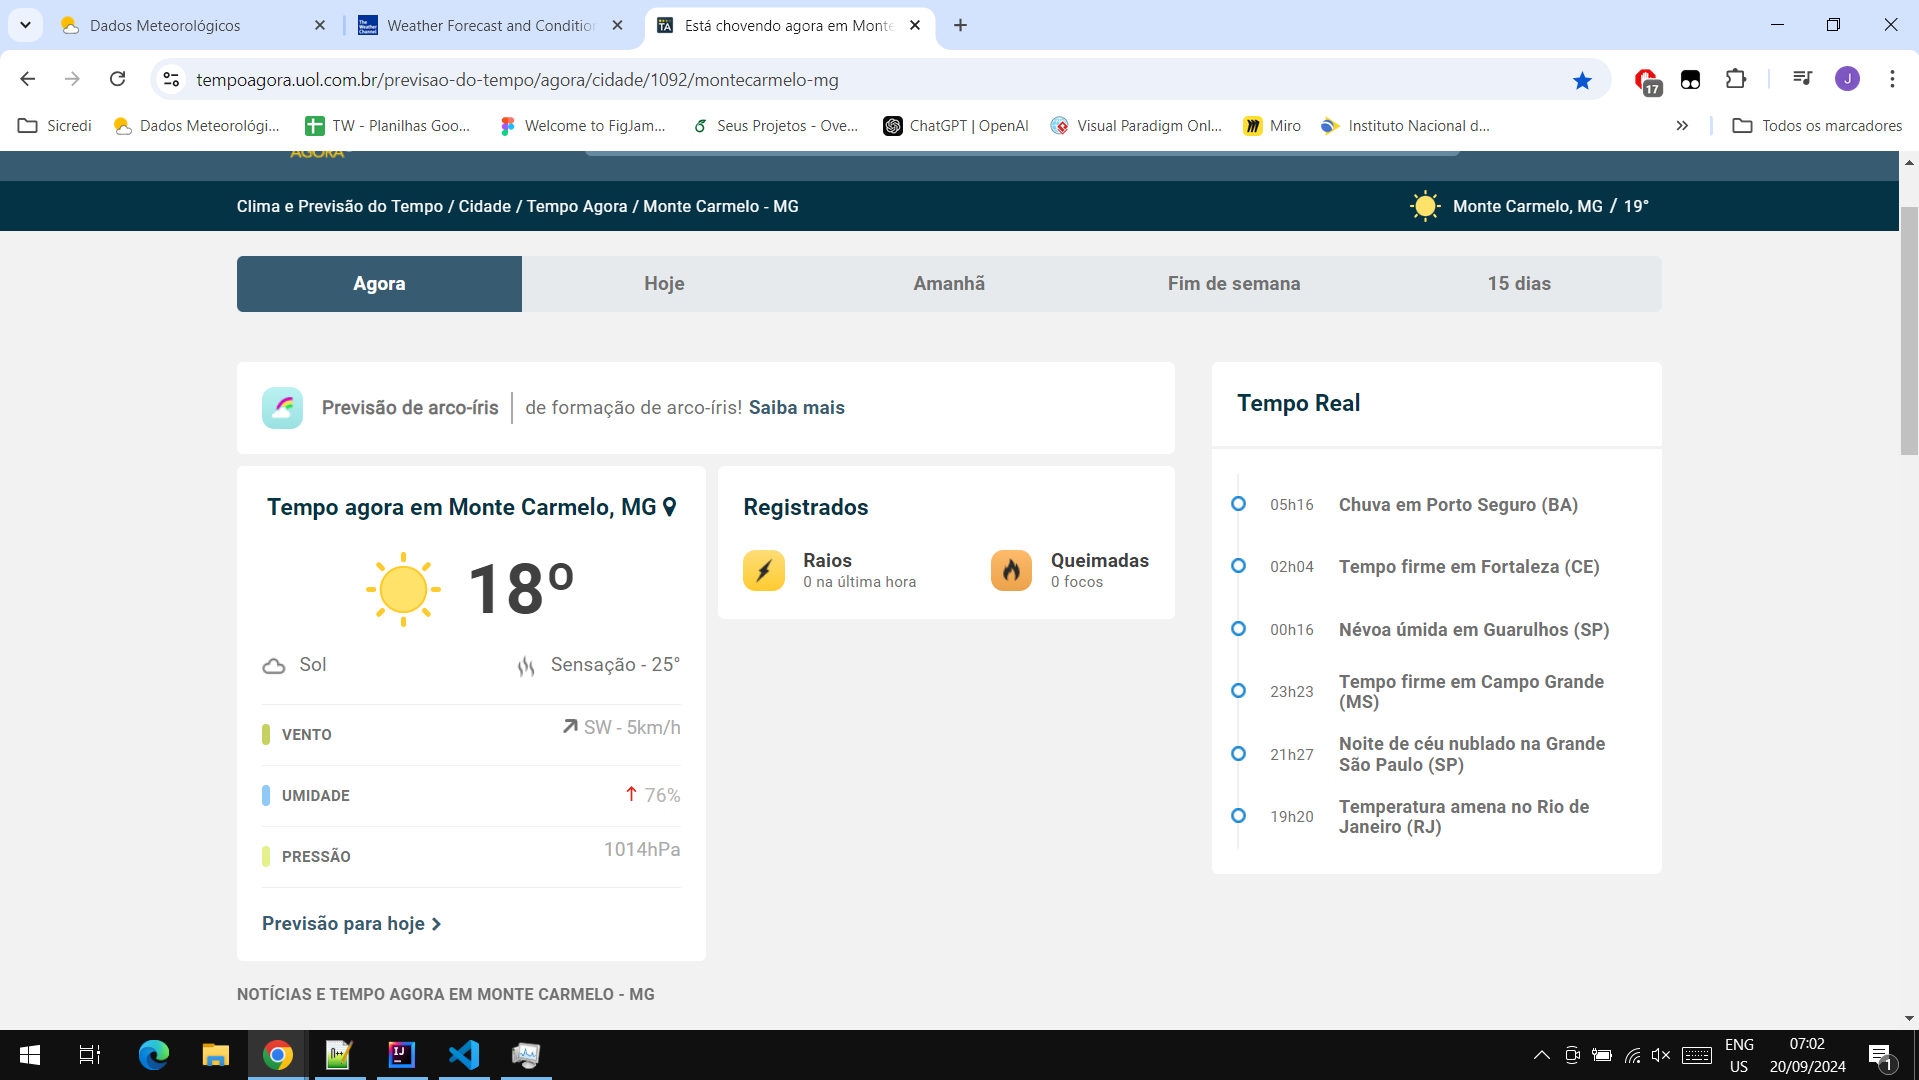 Dados Meteorológicos
Weather Forecast and Conditio
Está chovendo agora em Monte
tempoagora.uol.com.br/previsao-do-tempo/agora/cidade/1092/montecarmelo-mg
17
J
Sicredi
Dados Meteorológi...
TW - Planilhas Goo...
Welcome to FigJam...
Seus Projetos - Ove...
ChatGPT | OpenAI
Visual Paradigm Onl...
Miro
Instituto Nacional d...
Todos os marcadores
AGORA
Clima e Previsão do Tempo / Cidade / Tempo Agora / Monte Carmelo - MG
Monte Carmelo, MG / 19°
Agora
Hoje
Amanhã
Fim de semana
15 dias
Previsão de arco-íris
de formação de arco-íris! Saiba mais
Tempo agora em Monte Carmelo, MG
18º
Sol
Sensação - 25°
VENTO
SW - 5km/h
UMIDADE
76%
PRESSÃO
1014hPa
Previsão para hoje
Registrados
Raios
0 na última hora
Queimadas
0 focos
Tempo Real
05h16
Chuva em Porto Seguro (BA)
02h04
Tempo firme em Fortaleza (CE)
00h16
Névoa úmida em Guarulhos (SP)
23h23
Tempo firme em Campo Grande
(MS)
21h27
Noite de céu nublado na Grande
São Paulo (SP)
19h20
Temperatura amena no Rio de
Janeiro (RJ)
NOTÍCIAS E TEMPO AGORA EM MONTE CARMELO - MG
ENG
US
07:02
20/09/2024
1